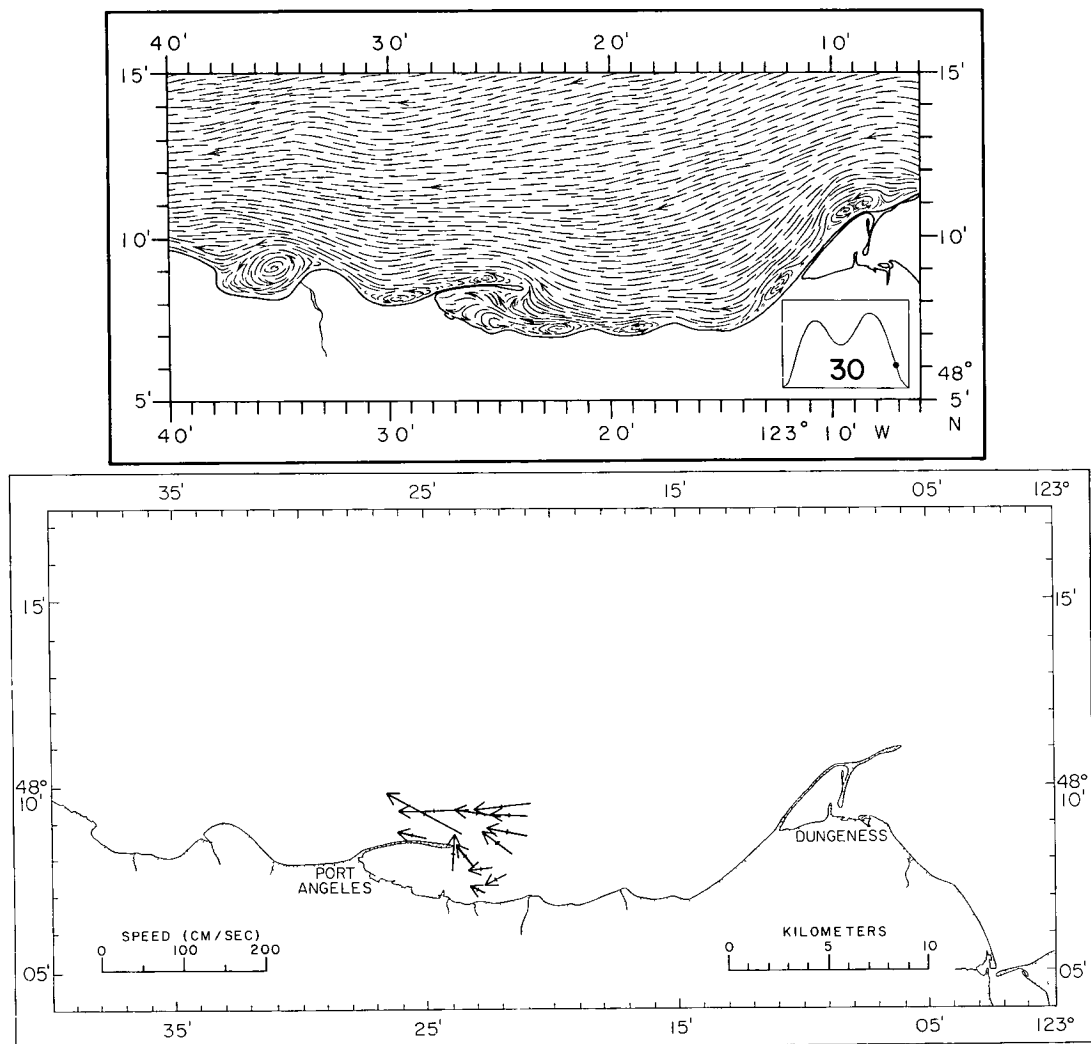 40' 30' 20' 10'
15' 15'
10' 10'
30
48°
5' 5'
40' 30' 20' 123° 10' W N
35' 25' 15' 05' 123°
15' 15'
48° 48°
10' 10'
DUNGENESS
PORT
ANGELES
SPEED (CM/SEC) KILOMETERS
0 100 200 0 5 10
05' 05'
35' 25' 15' 05' 123°